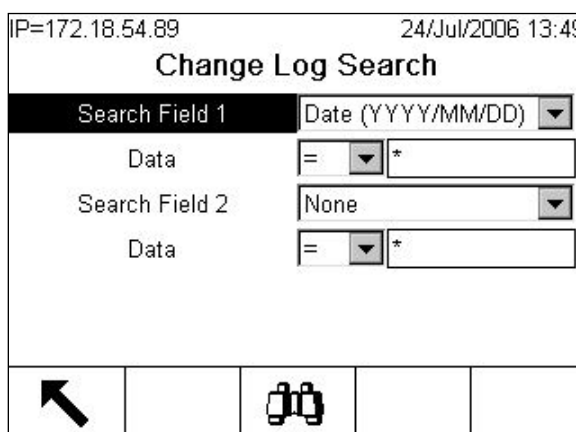 IP=172.18.54.89 24/Jul/2006 13:49
Change Log Search
Search Field 1 Date (YYYY/MM/DD)
Data = *
Search Field 2 None
Data = *